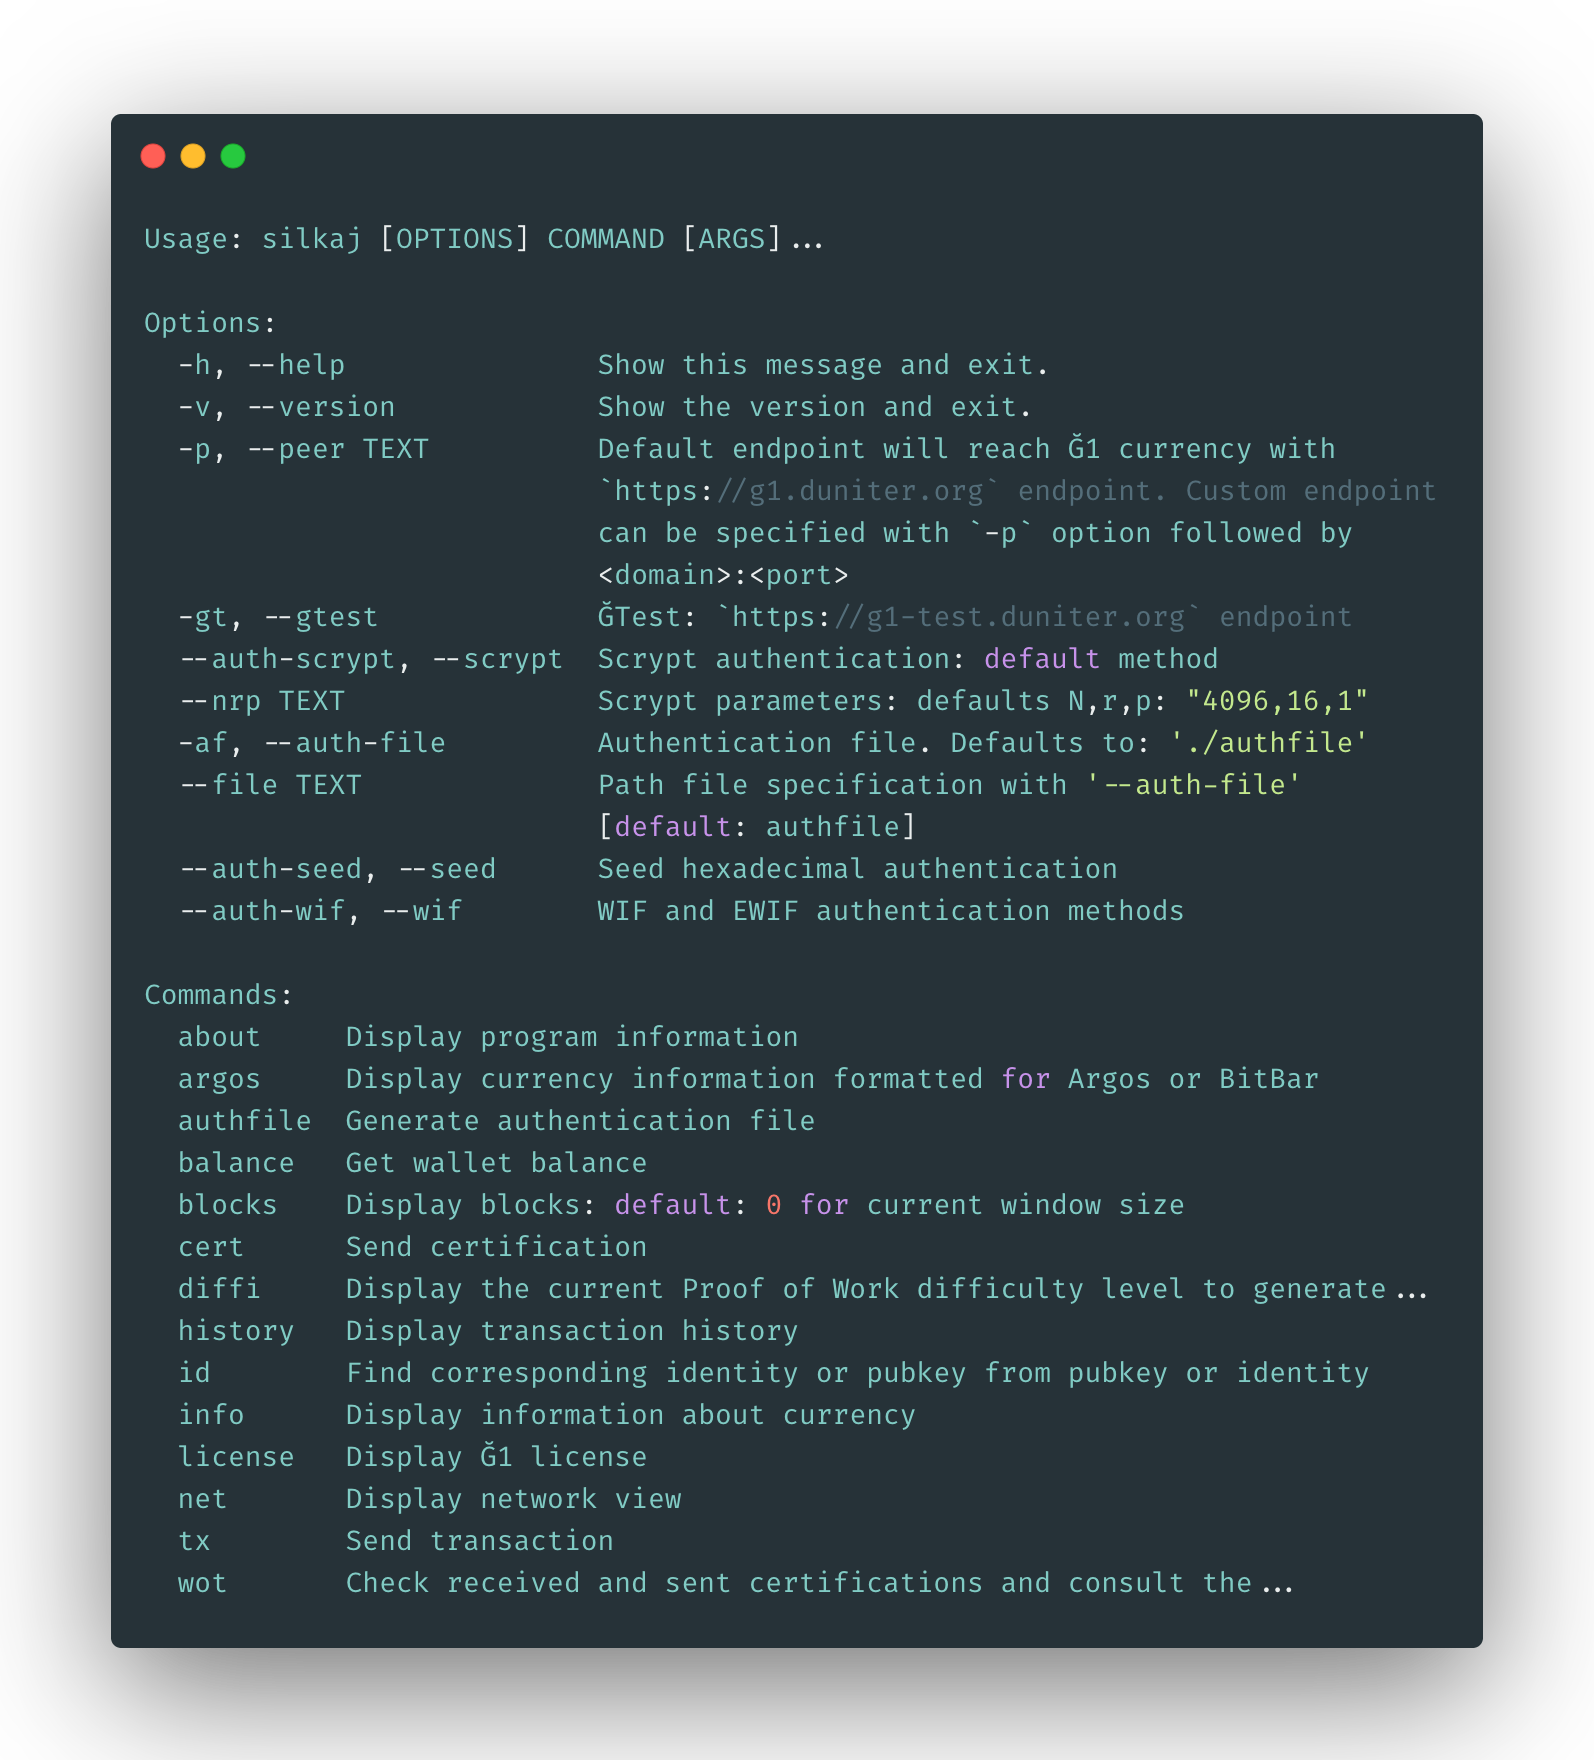 Usage: silkaj [OPTIONS] COMMAND [ARGS]...
Options:
-h, --help Show this message and exit.
-v, --version Show the version and exit.
-p, --peer TEXT Default endpoint will reach Ğ1 currency with
`https://g1.duniter.org` endpoint. Custom endpoint
can be specified with `-p` option followed by
<domain>:<port>
-gt, --gtest ĞTest: `https://g1-test.duniter.org` endpoint
--auth-scrypt, --scrypt Scrypt authentication: default method
--nrp TEXT Scrypt parameters: defaults N,r,p: "4096,16,1"
-af, --auth-file Authentication file. Defaults to: './authfile'
--file TEXT Path file specification with '--auth-file'
[default: authfile]
--auth-seed, --seed Seed hexadecimal authentication
--auth-wif, --wif WIF and EWIF authentication methods
Commands:
about Display program information
argos Display currency information formatted for Argos or BitBar
authfile Generate authentication file
balance Get wallet balance
blocks Display blocks: default: 0 for current window size
cert Send certification
diffi Display the current Proof of Work difficulty level to generate...
history Display transaction history
id Find corresponding identity or pubkey from pubkey or identity
info Display information about currency
license Display Ğ1 license
net Display network view
tx Send transaction
wot Check received and sent certifications and consult the...